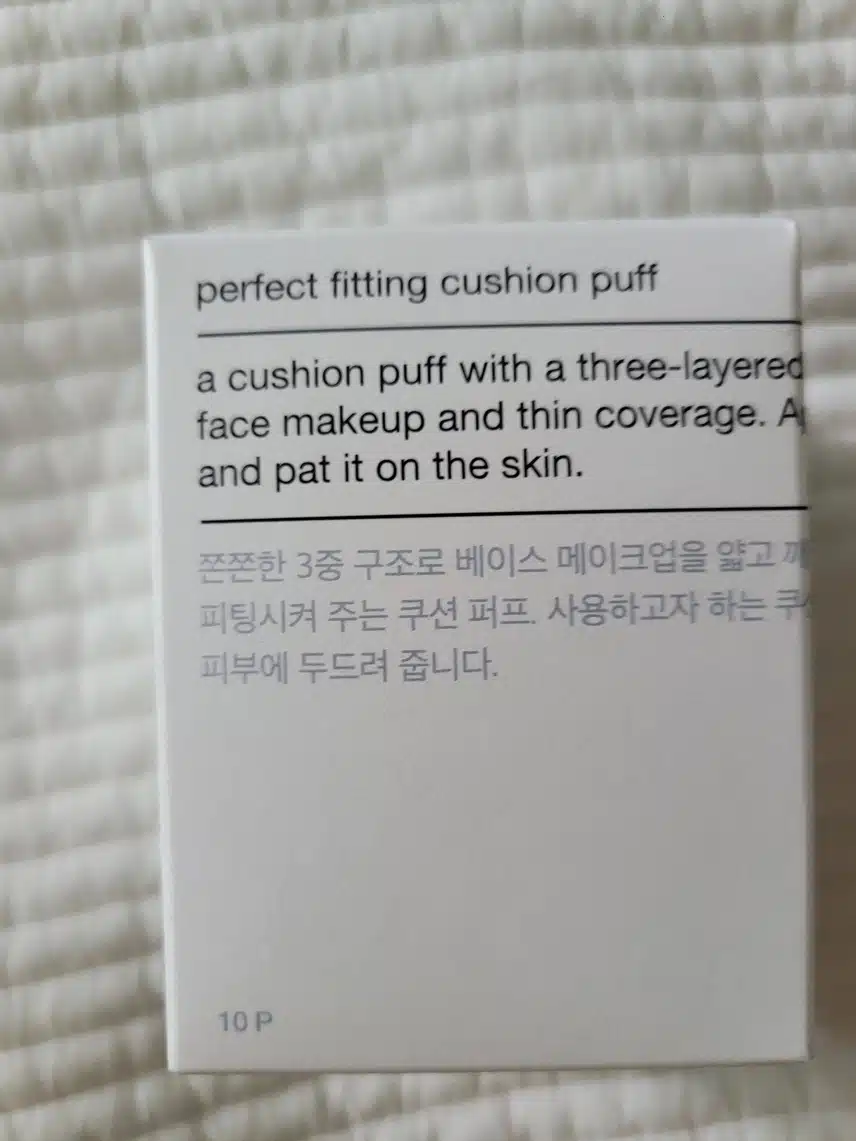 perfect fitting cushion puff
a cushion puff with a three-layered
face makeup and thin coverage.
and pat it on the skin.
쫀쫀한 3중 구조로 베이스 메이크업을 얇고
피팅시켜 주는 쿠션 퍼프. 사용하고자 하는
피부에 두드려 줍니다.
10 P